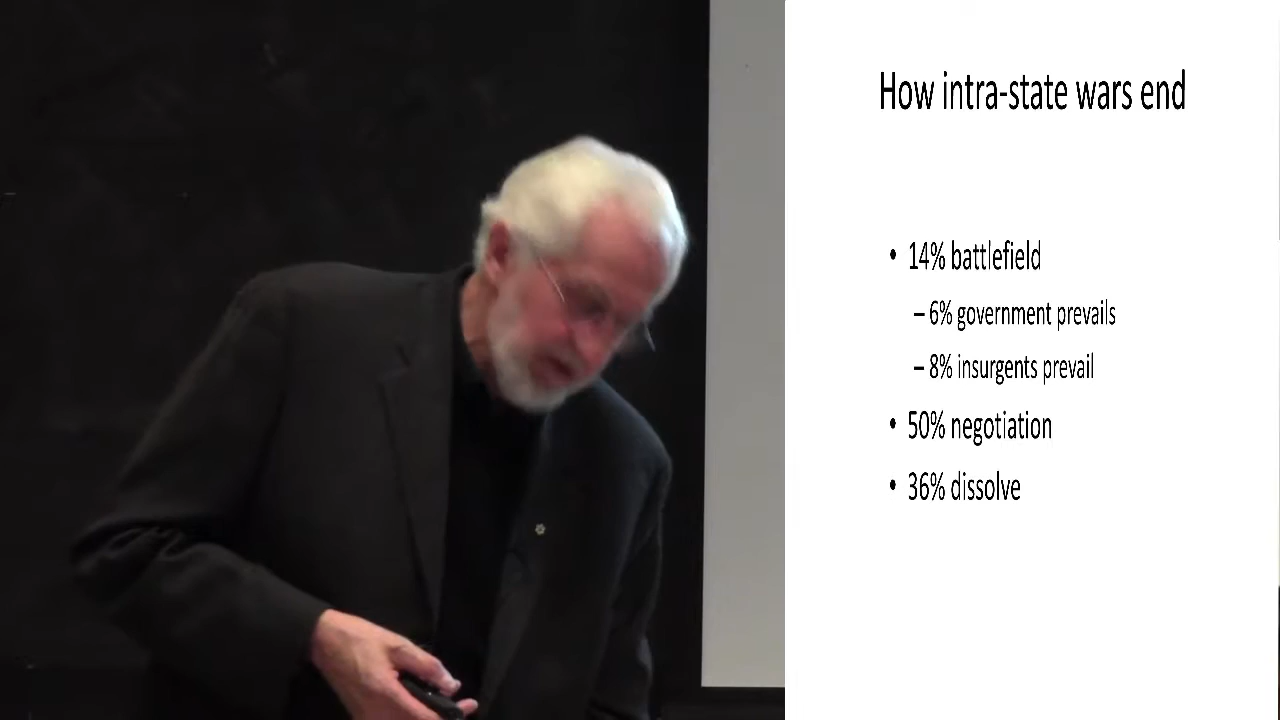 How intra-state wars end
• 14% battlefield
– 6% government prevails
– 8% insurgents prevail
• 50% negotiation
• 36% dissolve